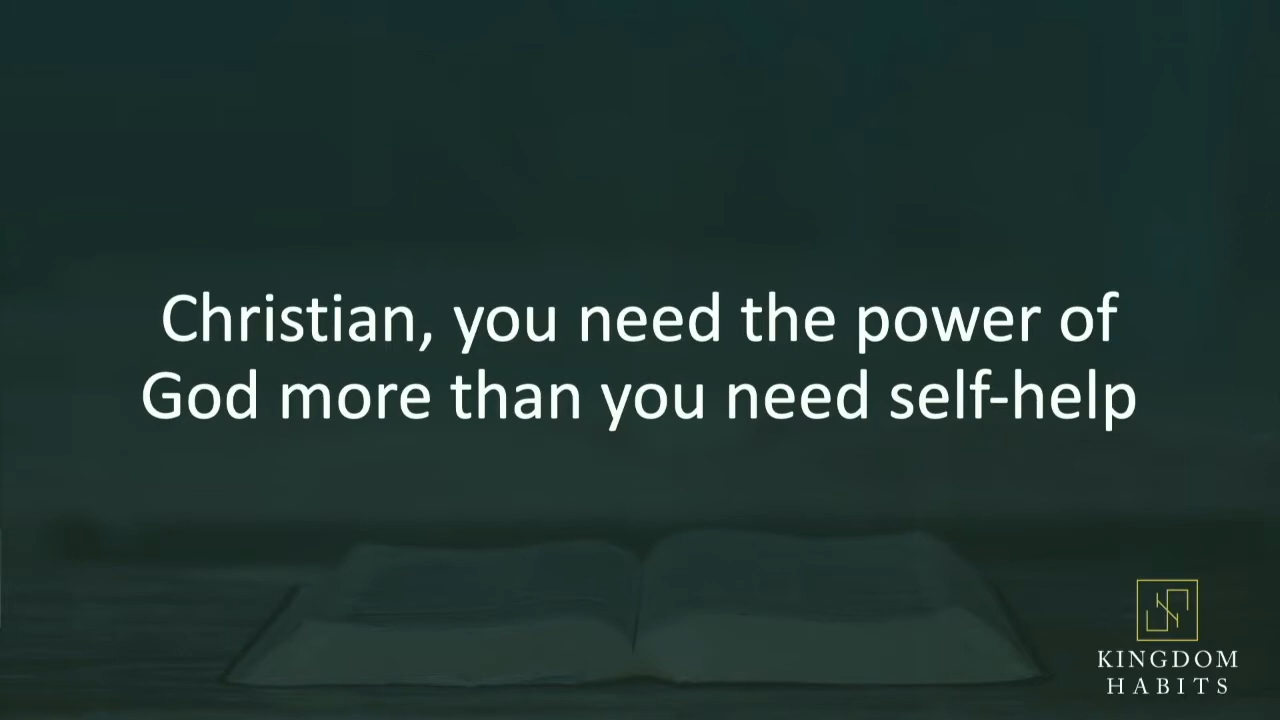 Christian, you need the power of
God more than you need self-help
KINGDOM
HABITS